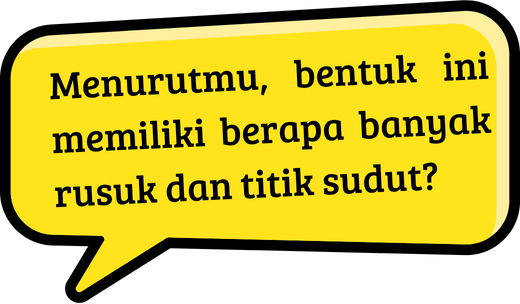 Menurutmu, bentuk ini
memiliki berapa banyak
rusuk dan titik sudut?